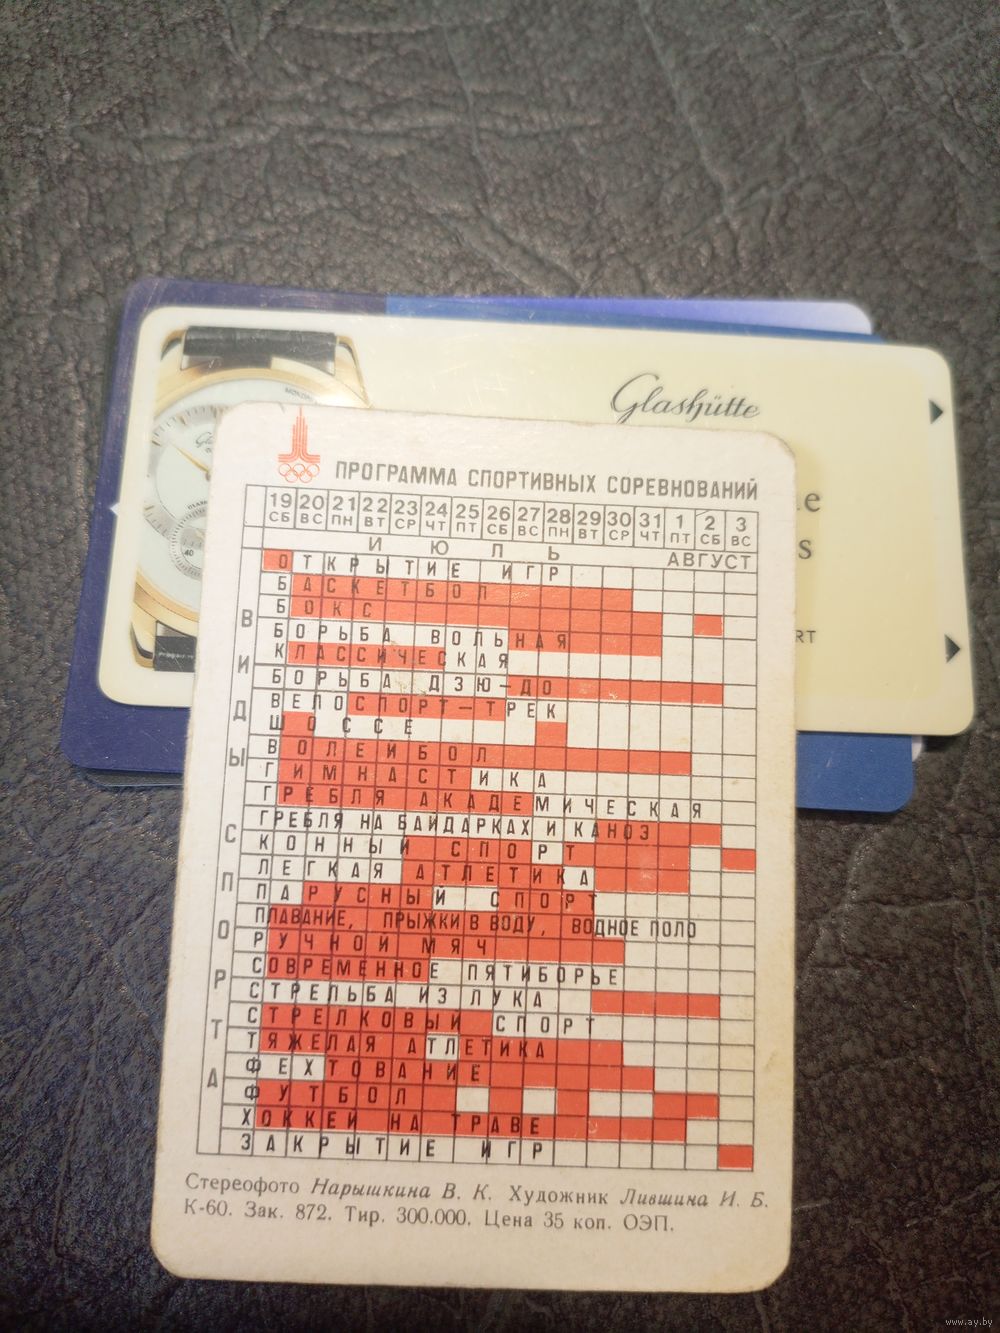 Glashütte
ПРОГРАММА СПОРТИВНЫХ СОРЕВНОВАНИЙ
19 20 21 22 23 24 25 26 27 28 29 30 31 1 2 3
СБ ВС ПН ВТ СР ЧТ ПТ СБ ВС ПН ВТ СР ЧТ ПТ СБ ВС
ИЮЛЬ АВГУСТ
ВИДЫ СПОРТА
ОТКРЫТИЕ ИГР
БАСКЕТБОЛ
БОКС
БОРЬБА ВОЛЬНАЯ
КЛАССИЧЕСКАЯ
БОРЬБА ДЗЮ-ДО
ВЕЛОСПОРТ-ТРЕК
ШОССЕ
ВОЛЕЙБОЛ
ГИМНАСТИКА
ГРЕБЛЯ АКАДЕМИЧЕСКАЯ
ГРЕБЛЯ НА БАЙДАРКАХ И КАНОЭ
КОННЫЙ СПОРТ
ЛЕГКАЯ АТЛЕТИКА
ПАРУСНЫЙ СПОРТ
ПЛАВАНИЕ, ПРЫЖКИ В ВОДУ, ВОДНОЕ ПОЛО
РУЧНОЙ МЯЧ
СОВРЕМЕННОЕ ПЯТИБОРЬЕ
СТРЕЛЬБА ИЗ ЛУКА
СТРЕЛКОВЫЙ СПОРТ
ТЯЖЕЛАЯ АТЛЕТИКА
ФЕХТОВАНИЕ
ФУТБОЛ
ХОККЕЙ НА ТРАВЕ
ЗАКРЫТИЕ ИГР
Стереофото Нарышкина В. К. Художник Лившина И. Б.
К-60. Зак. 872. Тир. 300.000. Цена 35 коп. ОЭП.
www.ay.by